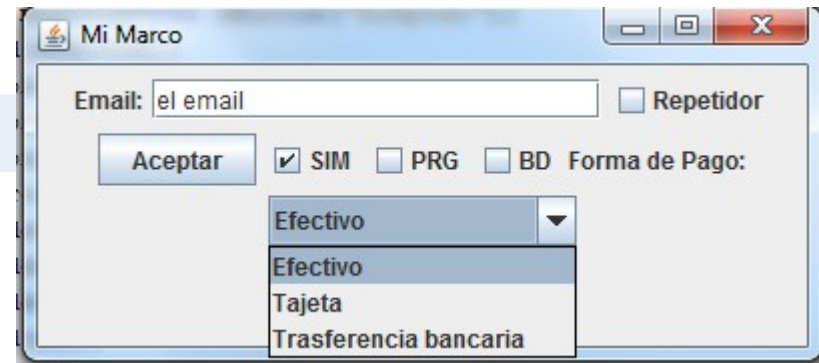 Mi Marco
Email: el email Repetidor
Aceptar SIM PRG BD Forma de Pago:
Efectivo
Efectivo
Tajeta
Trasferencia bancaria